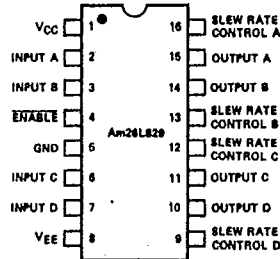 VCC 1 16 SLEW RATE CONTROL A
INPUT A 2 15 OUTPUT A
INPUT B 3 14 OUTPUT B
ENABLE 4 13 SLEW RATE CONTROL B
Am26LS29
GND 5 12 SLEW RATE CONTROL C
INPUT C 6 11 OUTPUT C
INPUT D 7 10 OUTPUT D
VEE 8 9 SLEW RATE CONTROL D